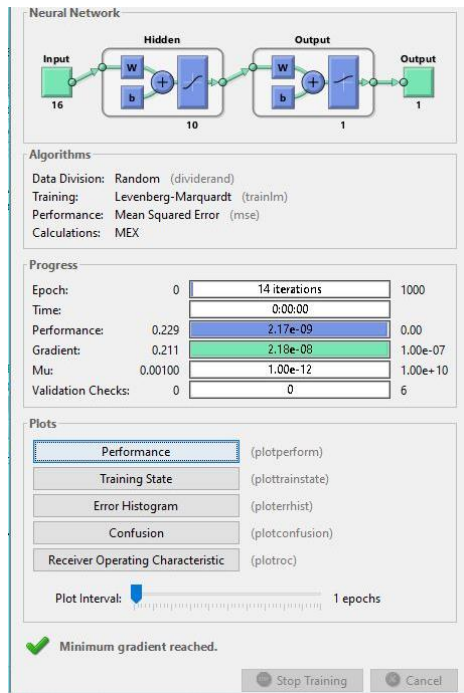 Neural Network
Hidden Output
Input W b + W b + Output
16 10 1 1
Algorithms
Data Division: Random (dividerand)
Training: Levenberg-Marquardt (trainlm)
Performance: Mean Squared Error (mse)
Calculations: MEX
Progress
Epoch: 0 14 iterations 1000
Time: 0:00:00
Performance: 0.229 2.17e-09 0.00
Gradient: 0.211 2.18e-08 1.00e-07
Mu: 0.00100 1.00e-12 1.00e+10
Validation Checks: 0 0 6
Plots
Performance (plotperform)
Training State (plottrainstate)
Error Histogram (ploterrhist)
Confusion (plotconfusion)
Receiver Operating Characteristic (plotroc)
Plot Interval: 1 epochs
Minimum gradient reached.
Stop Training Cancel